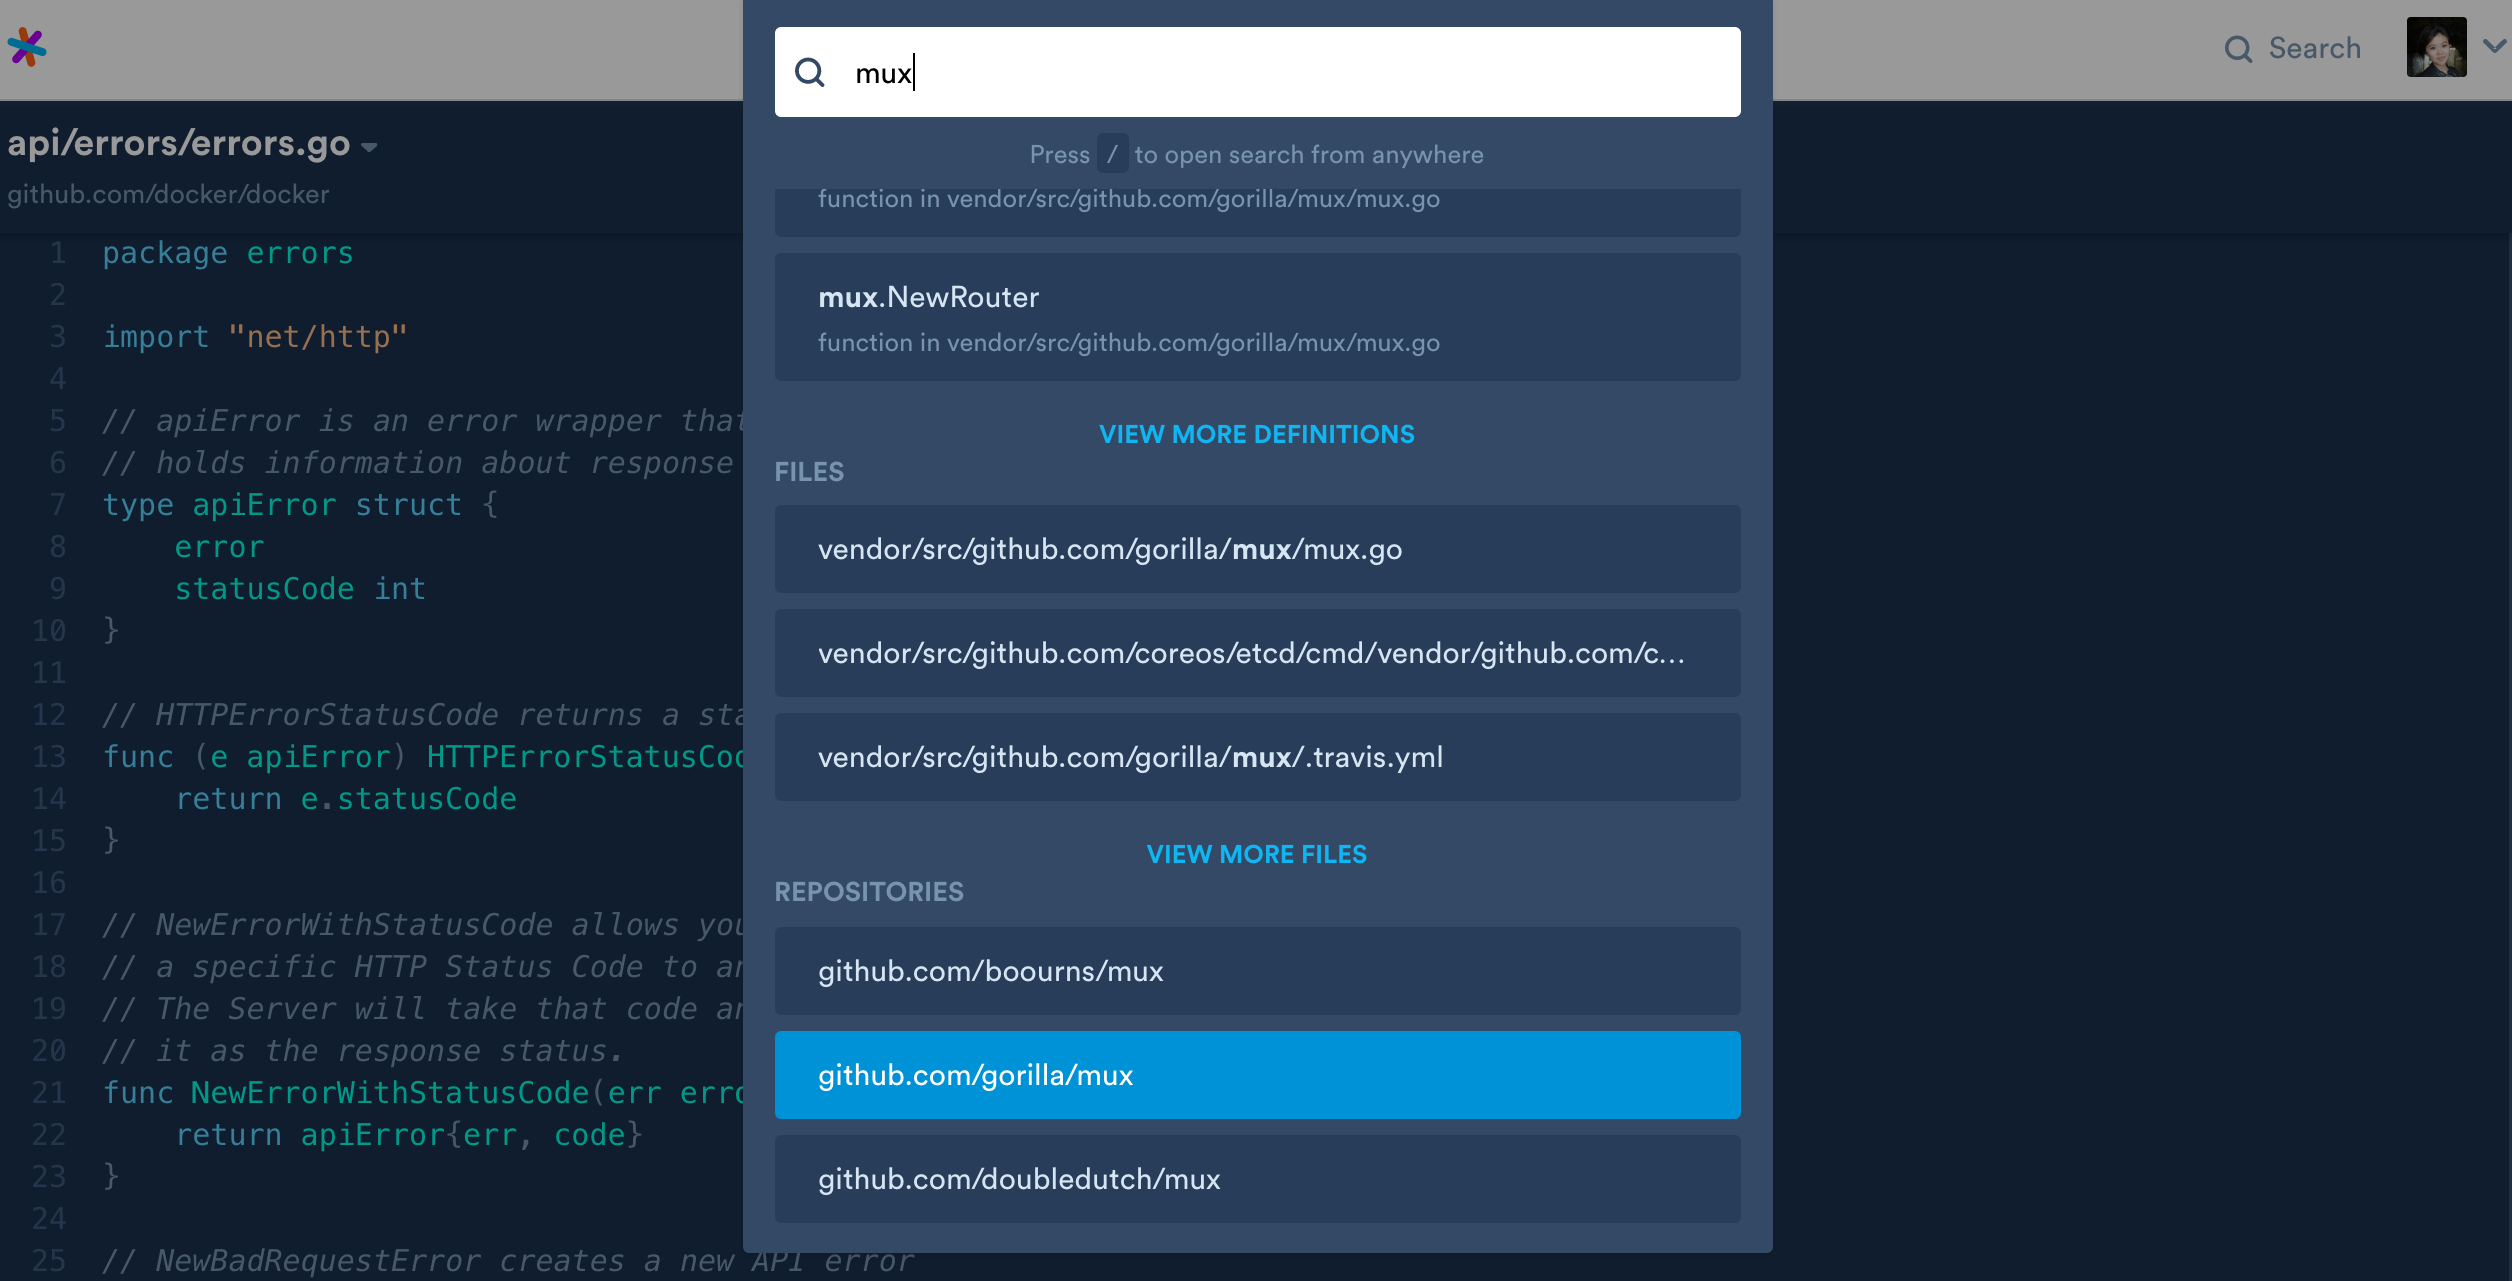 Search
api/errors/errors.go
github.com/docker/docker
1 package errors
2
3 import "net/http"
4
5 // apiError is an error wrapper that
6 // holds information about response
7 type apiError struct {
8 error
9 statusCode int
10 }
11
12 // HTTPErrorStatusCode returns a sta
13 func (e apiError) HTTPErrorStatusCod
14 return e.statusCode
15 }
16
17 // NewErrorWithStatusCode allows you
18 // a specific HTTP Status Code to an
19 // The Server will take that code an
20 // it as the response status.
21 func NewErrorWithStatusCode(err erro
22 return apiError{err, code}
23 }
24
25 // NewBadRequestError creates a new API error
mux
Press / to open search from anywhere
function in vendor/src/github.com/gorilla/mux/mux.go
mux.NewRouter
function in vendor/src/github.com/gorilla/mux/mux.go
VIEW MORE DEFINITIONS
FILES
vendor/src/github.com/gorilla/mux/mux.go
vendor/src/github.com/coreos/etcd/cmd/vendor/github.com/c...
vendor/src/github.com/gorilla/mux/.travis.yml
VIEW MORE FILES
REPOSITORIES
github.com/boourns/mux
github.com/gorilla/mux
github.com/doubledutch/mux